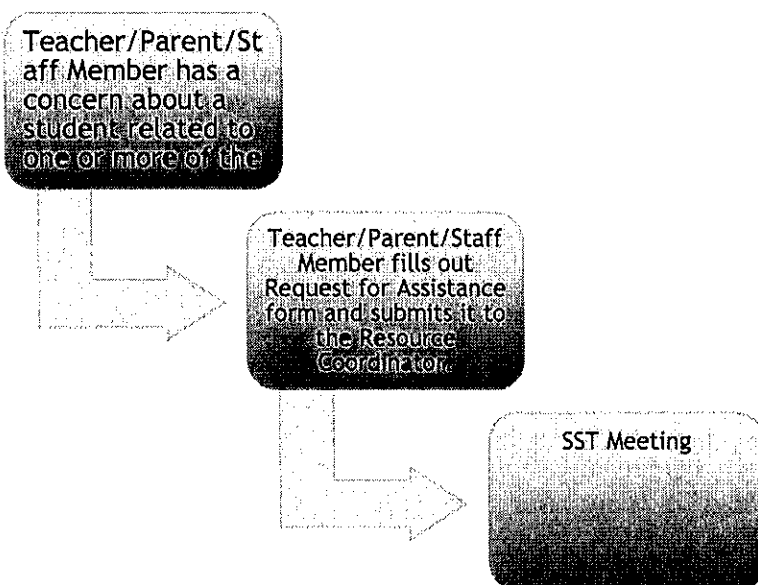 Teacher/Parent/St
aff Member has a
concern about a
student related to
one or more of the
Teacher/Parent/Staff
Member fills out
Request for Assistance
form and submits it to
the Resource
Coordinator.
SST Meeting